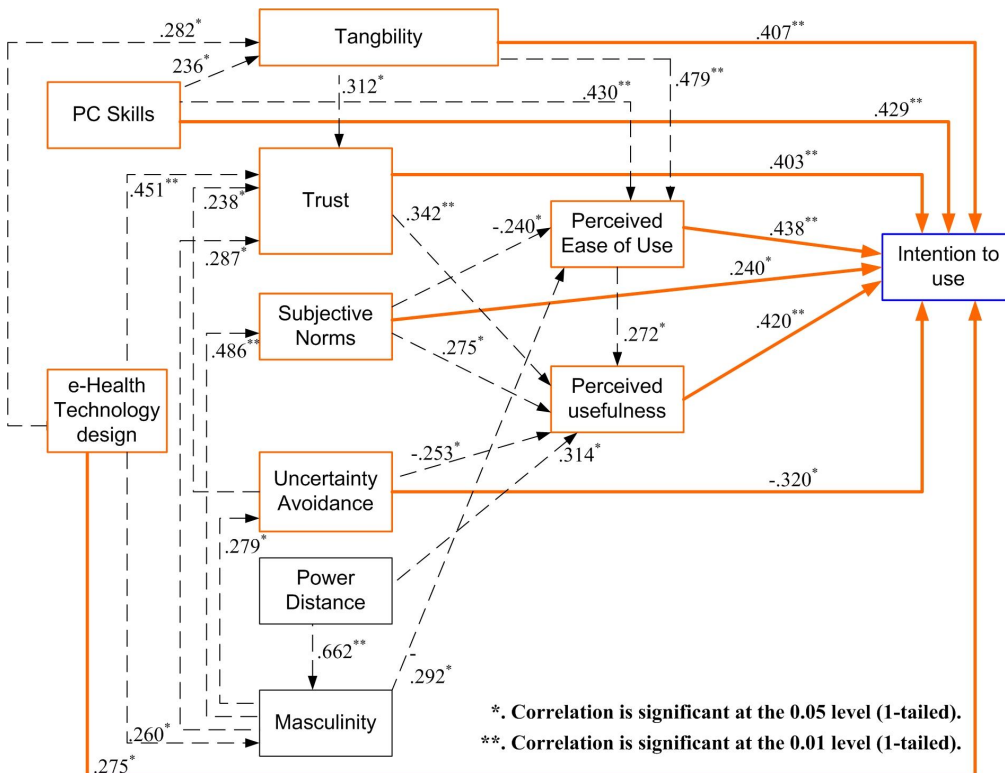 .282*
Tangbility
.407**
236*
.312*
.479**
.430**
PC Skills
.429**
.403**
.451**
.238*
Trust
.342**
-.240*
Perceived
Ease of Use
.438**
.287*
Intention to
use
.240*
Subjective
Norms
.486**
.275*
.272*
.420**
e-Health
Technology
design
Perceived
usefulness
-.253*
.314*
Uncertainty
Avoidance
-.320*
.279*
Power
Distance
.662**
-
.292*
Masculinity
*. Correlation is significant at the 0.05 level (1-tailed).
**. Correlation is significant at the 0.01 level (1-tailed).
.260*
.275*